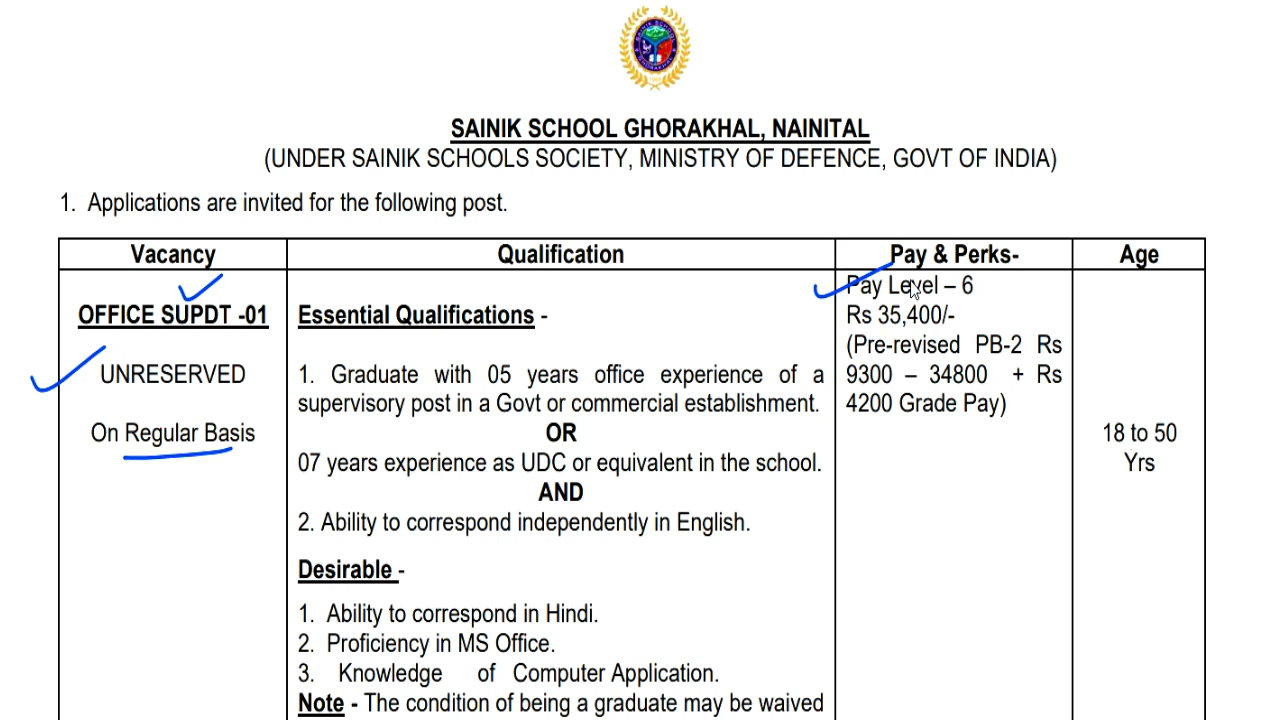 SAINIK SCHOOL GHORAKHAL, NAINITAL
(UNDER SAINIK SCHOOLS SOCIETY, MINISTRY OF DEFENCE, GOVT OF INDIA)
1. Applications are invited for the following post.
Vacancy
Qualification
Pay & Perks-
Age
OFFICE SUPDT -01
UNRESERVED
On Regular Basis
Essential Qualifications -
1. Graduate with 05 years office experience of a
supervisory post in a Govt or commercial establishment.
OR
07 years experience as UDC or equivalent in the school.
AND
2. Ability to correspond independently in English.
Desirable -
1. Ability to correspond in Hindi.
2. Proficiency in MS Office.
3. Knowledge of Computer Application.
Note - The condition of being a graduate may be waived
Pay Level – 6
Rs 35,400/-
(Pre-revised PB-2 Rs
9300 – 34800 + Rs
4200 Grade Pay)
18 to 50
Yrs